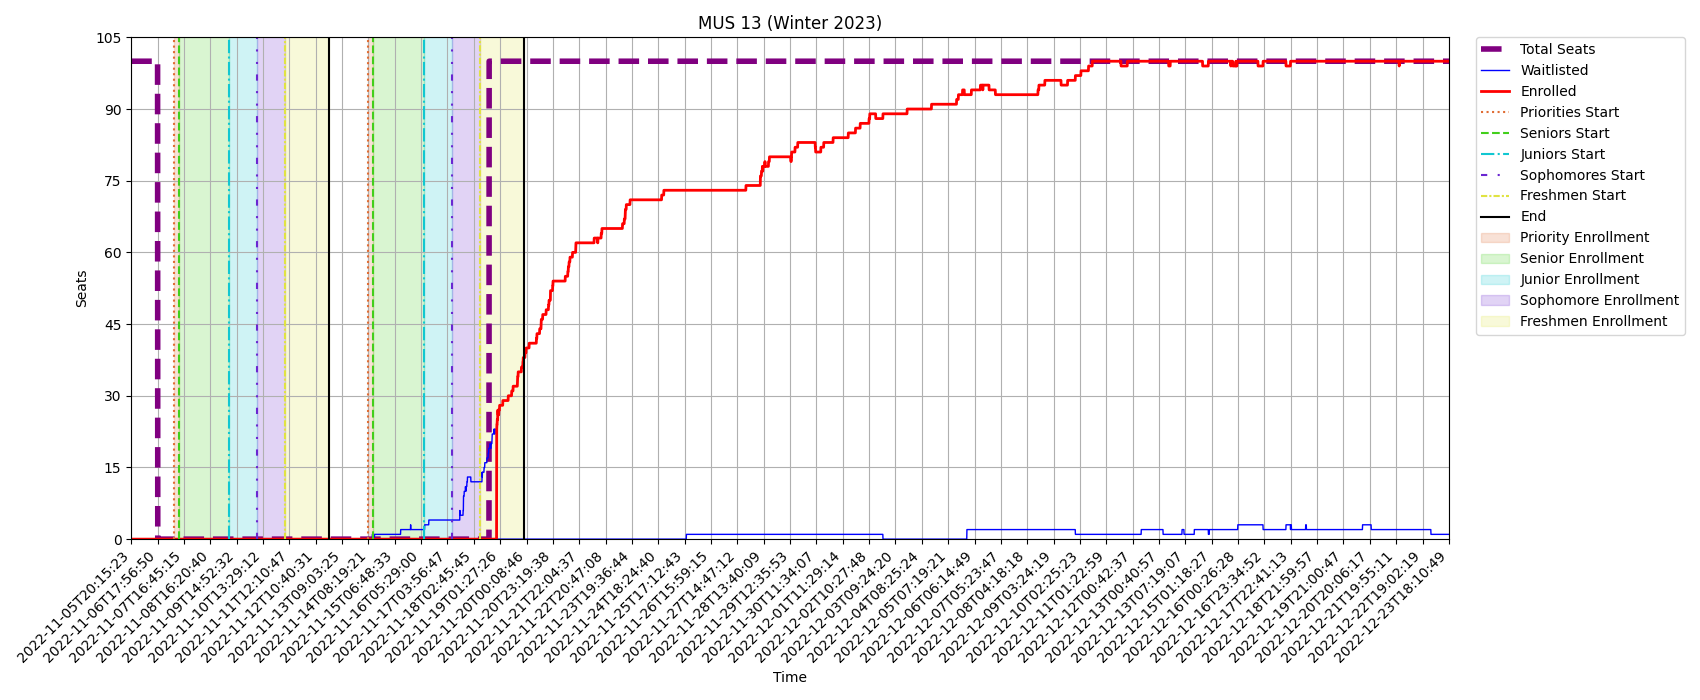 MUS 13 (Winter 2023)
105
90
75
60
45
30
15
0
Seats
2022-11-05T20:15:23
2022-11-06T17:56:50
2022-11-07T16:45:15
2022-11-08T16:20:40
2022-11-09T14:52:32
2022-11-10T13:29:12
2022-11-11T12:10:47
2022-11-12T10:40:31
2022-11-13T09:03:25
2022-11-14T08:19:21
2022-11-15T06:48:33
2022-11-16T05:29:00
2022-11-17T03:56:47
2022-11-18T02:45:45
2022-11-19T01:27:26
2022-11-20T00:08:46
2022-11-20T23:19:38
2022-11-21T22:04:37
2022-11-22T20:47:08
2022-11-23T19:36:44
2022-11-24T18:24:40
2022-11-25T17:12:43
2022-11-26T15:59:15
2022-11-27T14:47:12
2022-11-28T13:40:09
2022-11-29T12:35:53
2022-11-30T11:34:07
2022-12-01T11:29:14
2022-12-02T10:27:48
2022-12-03T09:24:20
2022-12-04T08:25:24
2022-12-05T07:19:21
2022-12-06T06:14:49
2022-12-07T05:23:47
2022-12-08T04:18:18
2022-12-09T03:24:19
2022-12-10T02:25:23
2022-12-11T01:22:59
2022-12-12T00:42:37
2022-12-13T00:40:57
2022-12-13T07:19:07
2022-12-15T01:18:27
2022-12-16T00:26:28
2022-12-16T23:34:52
2022-12-17T22:41:13
2022-12-18T21:59:57
2022-12-19T21:00:47
2022-12-20T20:06:17
2022-12-21T19:55:11
2022-12-22T19:02:19
2022-12-23T18:10:49
Time
Total Seats
Waitlisted
Enrolled
Priorities Start
Seniors Start
Juniors Start
Sophomores Start
Freshmen Start
End
Priority Enrollment
Senior Enrollment
Junior Enrollment
Sophomore Enrollment
Freshmen Enrollment